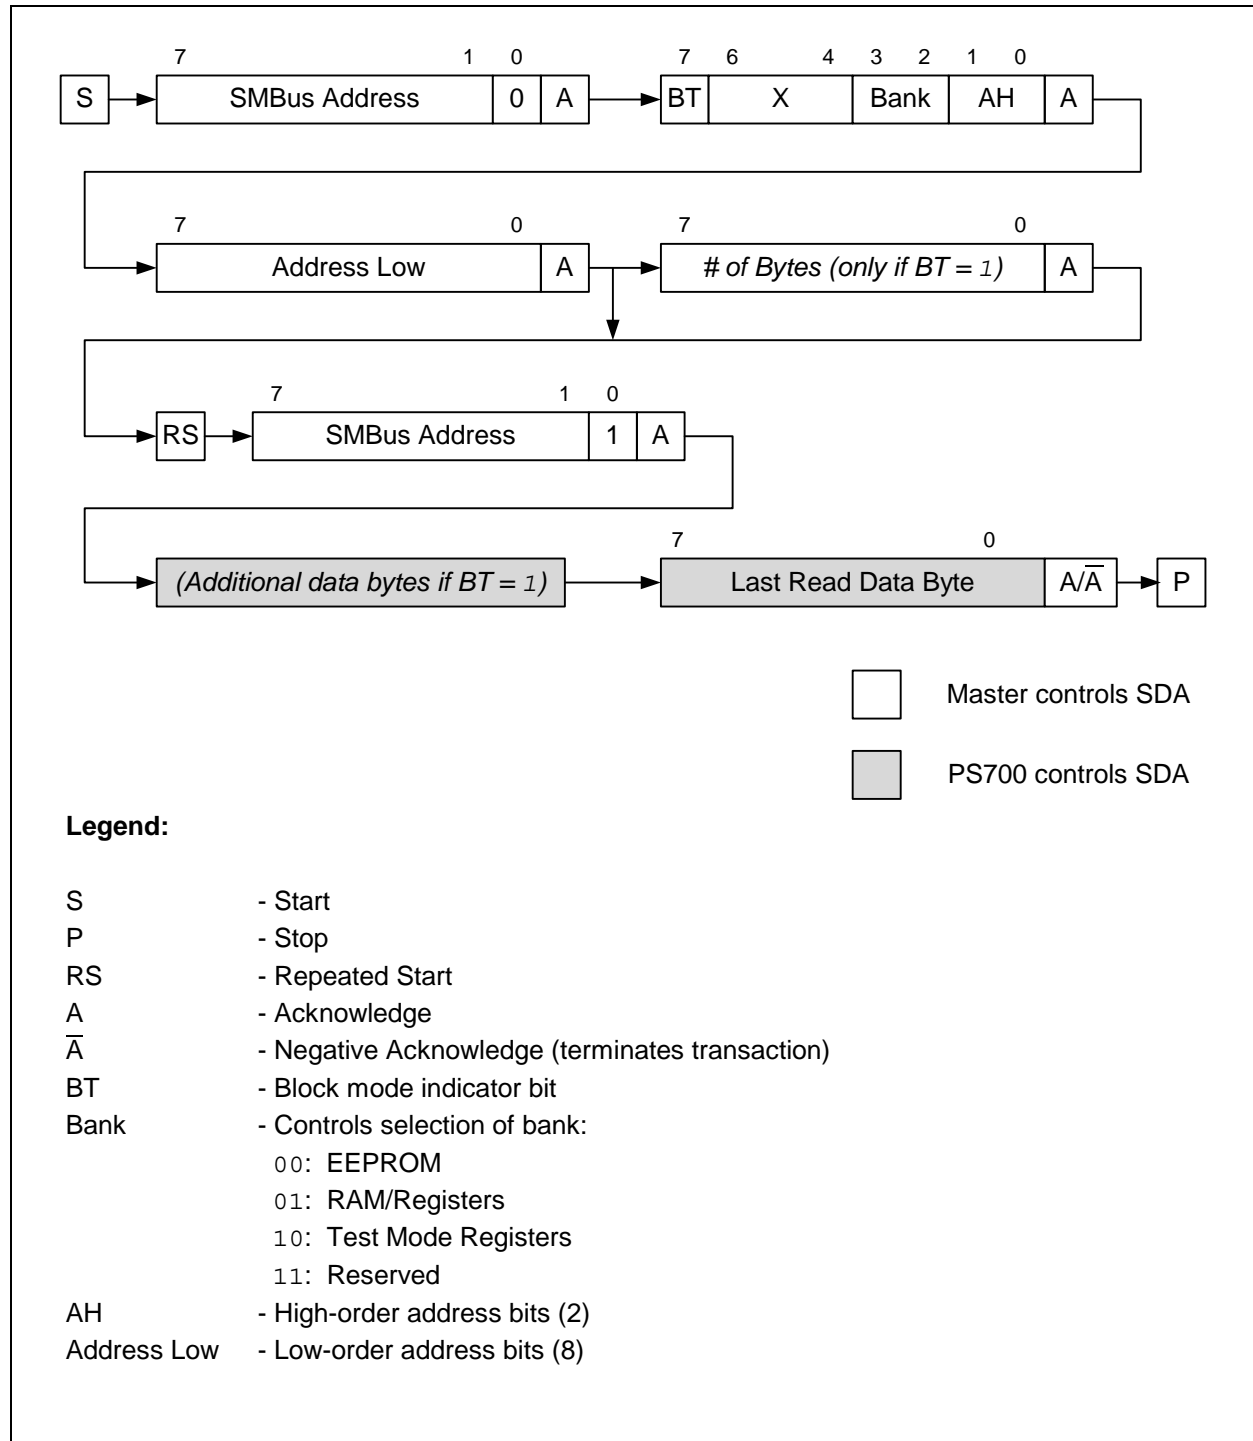 7 1 0 7 6 4 3 2 1 0
S SMBus Address 0 A BT X Bank AH A
7 0 7 0
Address Low A # of Bytes (only if BT = 1) A
7 1 0
RS SMBus Address 1 A
7 0
(Additional data bytes if BT = 1) Last Read Data Byte A/A̅ P
Master controls SDA
PS700 controls SDA
Legend:
S - Start
P - Stop
RS - Repeated Start
A - Acknowledge
A̅ - Negative Acknowledge (terminates transaction)
BT - Block mode indicator bit
Bank - Controls selection of bank:
00: EEPROM
01: RAM/Registers
10: Test Mode Registers
11: Reserved
AH - High-order address bits (2)
Address Low - Low-order address bits (8)